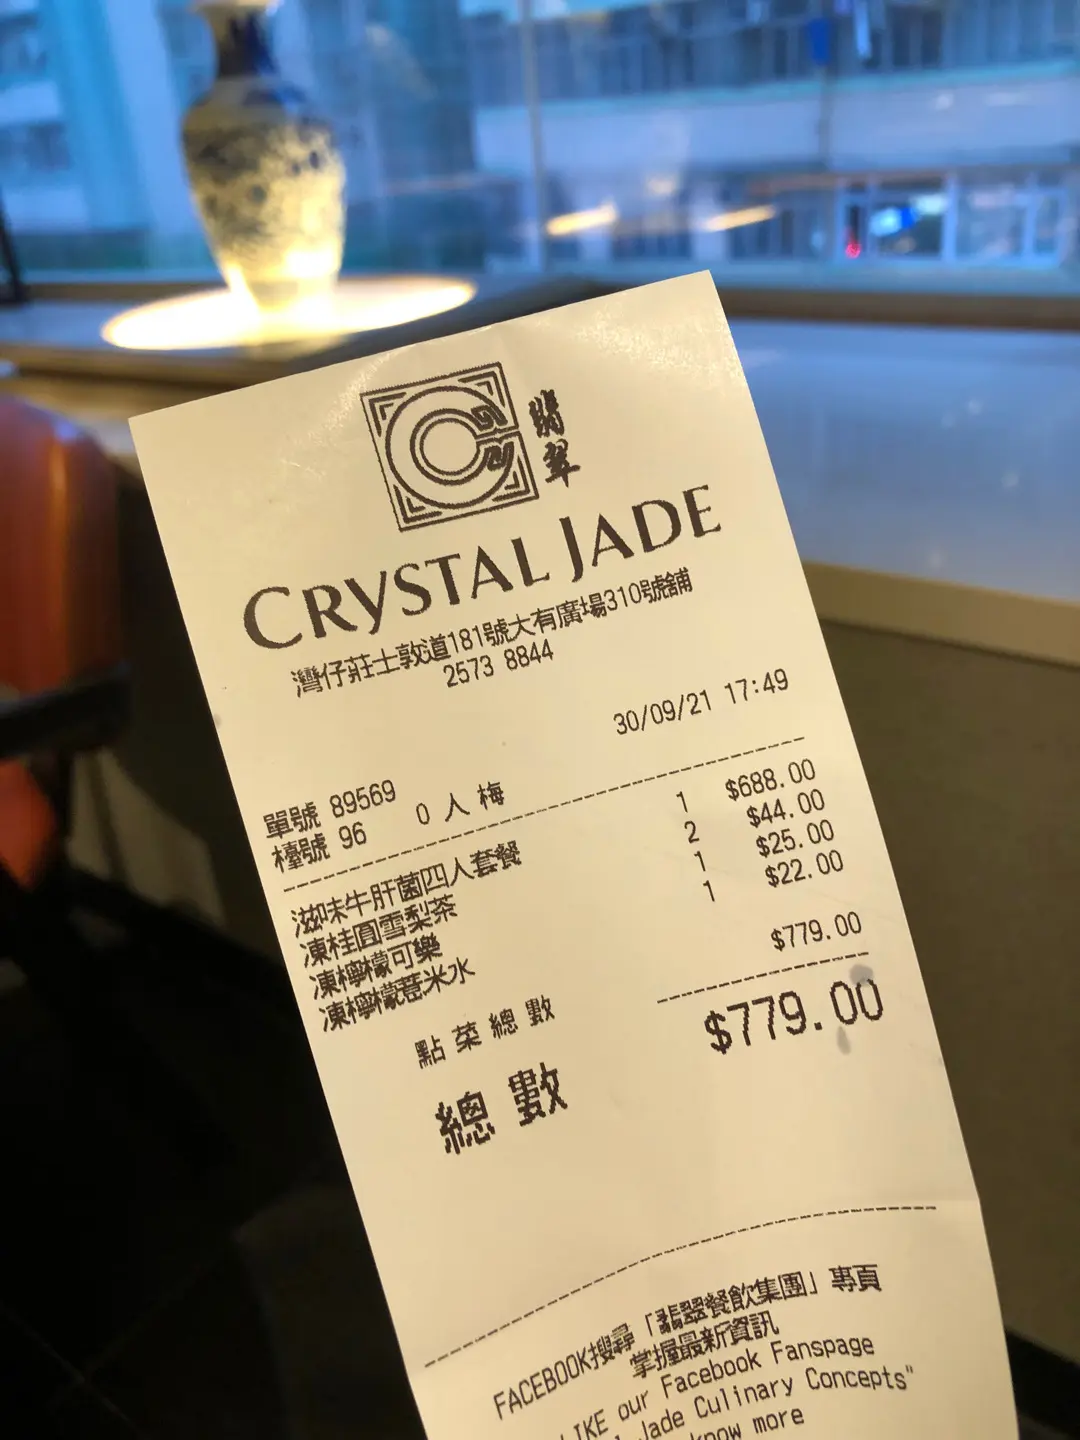 翡翠
CRYSTAL JADE
灣仔莊士敦道181號大有廣場310號舖
2573 8844
30/09/21 17:49
單號 89569
檯號 96 0 人 梅
滋味牛肝菌四人套餐 1 $688.00
凍桂圓雪梨茶 2 $44.00
凍檸檬可樂 1 $25.00
凍檸檬薏米水 1 $22.00
點 菜 總 數 $779.00
總 數 $779.00
FACEBOOK搜尋「翡翠餐飲集團」專頁
掌握最新資訊
LIKE our Facebook Fanspage
Jade Culinary Concepts"
know more